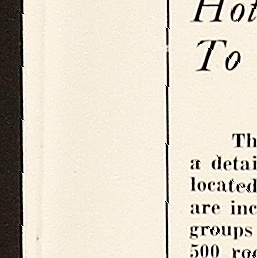 Hot
To
Th
a detai
located
are inc
groups
500 roo